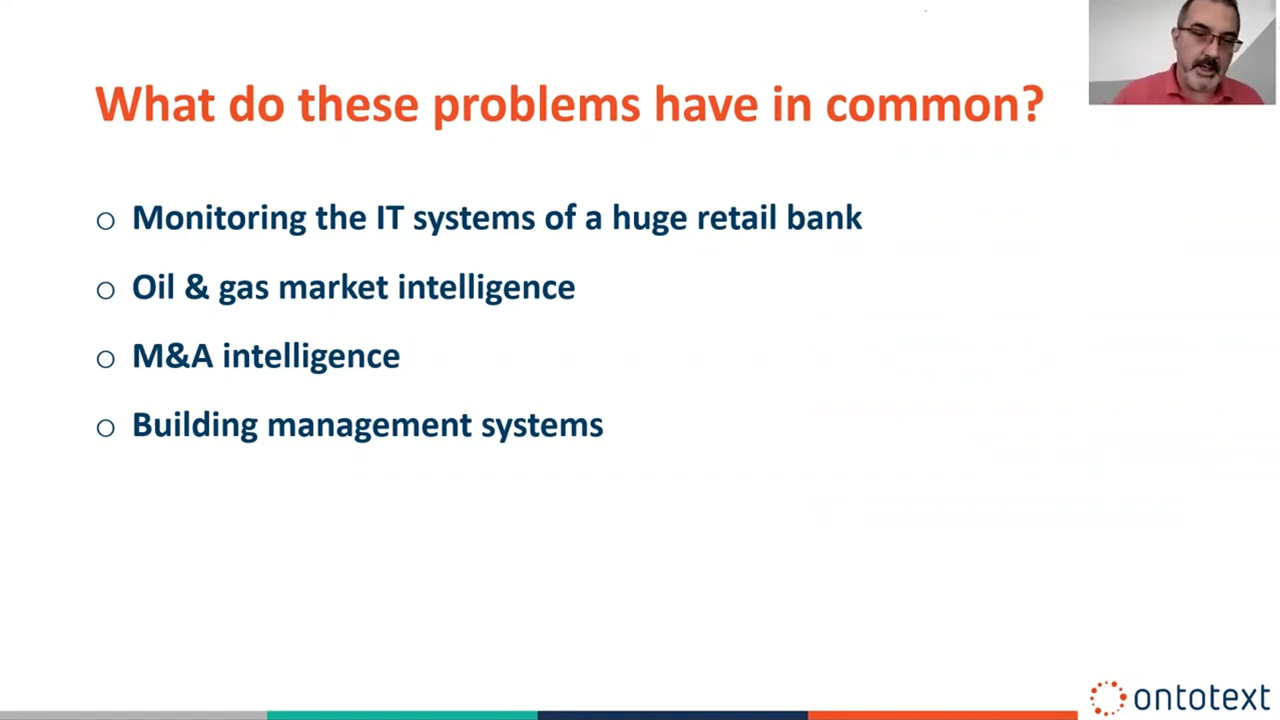 What do these problems have in common?
Monitoring the IT systems of a huge retail bank
Oil & gas market intelligence
M&A intelligence
Building management systems
ontotext